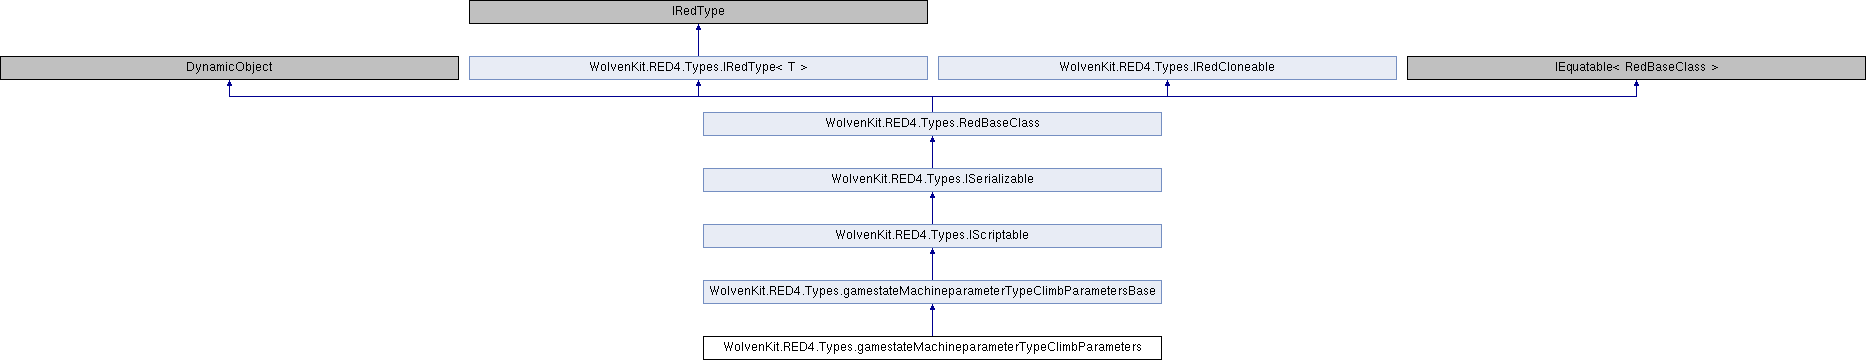 IRedType
DynamicObject
WolvenKit.RED4.Types.IRedType< T >
WolvenKit.RED4.Types.IRedCloneable
IEquatable< RedBaseClass >
WolvenKit.RED4.Types.RedBaseClass
WolvenKit.RED4.Types.ISerializable
WolvenKit.RED4.Types.IScriptable
WolvenKit.RED4.Types.gamestateMachineparameterTypeClimbParametersBase
WolvenKit.RED4.Types.gamestateMachineparameterTypeClimbParameters